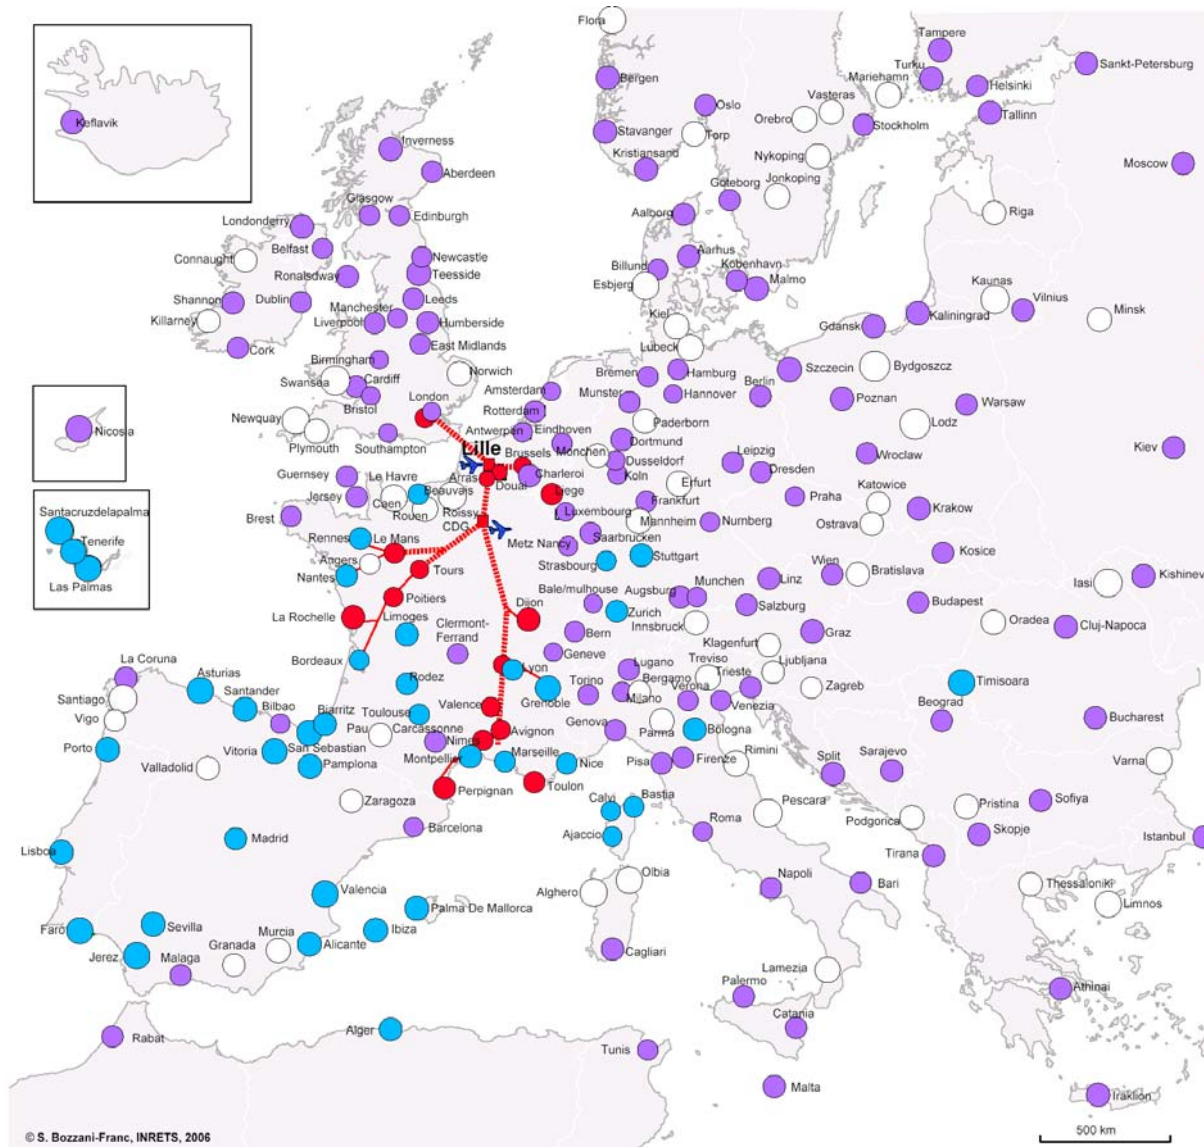 Flora
Tampere
Turku
Sankt-Petersburg
Bergen
Mariehamn
Helsinki
Vasteras
Oslo
Orebro
Tallinn
Keflavik
Stockholm
Stavanger
Torp
Inverness
Kristiansand
Nykoping
Moscow
Aberdeen
Jonkoping
Goteborg
Glasgow
Londonderry
Edinburgh
Aalborg
Riga
Belfast
Connaught
Newcastle
Aarhus
Ronalsdway
Teesside
Billund
Kobenhavn
Esbjerg
Malmo
Kaunas
Shannon
Dublin
Leeds
Vilnius
Manchester
Killarney
Liverpool
Humberside
Kiel
Gdansk
Kaliningrad
Minsk
Cork
East Midlands
Lübeck
Birmingham
Norwich
Bremen
Hamburg
Szczecin
Bydgoszcz
Swansea
Cardiff
Amsterdam
Munster
Hannover
Berlin
London
Bristol
Rotterdam
Poznan
Warsaw
Newquay
Paderborn
Lodz
Nicosia
Plymouth
Southampton
Antwerpen
Eindhoven
Dortmund
Lille
Brussels
Monchen
Leipzig
Kiev
Dusseldorf
Wroclaw
Guernsey
Le Havre
Arras
Douai
Charleroi
Koln
Dresden
Erfurt
Katowice
Jersey
Beauvais
Liege
Caen
Rouen
Roissy
CDG
L
Luxembourg
Frankfurt
Praha
Krakow
Santacruzdelapalma
Brest
Mannheim
Nurnberg
Ostrava
Tenerife
Rennes
Le Mans
Metz Nancy
Saarbrucken
Kosice
Las Palmas
Angers
Strasbourg
Stuttgart
Wien
Nantes
Tours
Bratislava
Linz
Iasi
Kishinev
Bale/mulhouse
Augsburg
Munchen
Poitiers
Dijon
Salzburg
Budapest
La Rochelle
Limoges
Zurich
Innsbruck
Oradea
Clermont-
Ferrand
Bern
Graz
Cluj-Napoca
Klagenfurt
La Coruna
Bordeaux
Geneve
Lugano
Treviso
Ljubljana
Asturias
Lyon
Trieste
Rodez
Bergamo
Timisoara
Santiago
Santander
Grenoble
Torino
Milano
Verona
Zagreb
Bilbao
Biarritz
Toulouse
Valence
Venezia
Beograd
Vigo
Pau
Carcassonne
Avignon
Genova
Parma
Bucharest
Porto
Vitoria
San Sebastian
Nimes
Bologna
Montpellier
Marseille
Rimini
Sarajevo
Valladolid
Pamplona
Nice
Pisa
Firenze
Split
Varna
Perpignan
Toulon
Zaragoza
Calvi
Bastia
Pescara
Pristina
Sofiya
Barcelona
Podgorica
Madrid
Ajaccio
Roma
Skopje
Istanbul
Lisboa
Tirana
Olbia
Valencia
Alghero
Napoli
Bari
Thessaloniki
Limnos
Palma De Mallorca
Sevilla
Faro
Ibiza
Murcia
Granada
Alicante
Jerez
Cagliari
Malaga
Lamezia
Palermo
Athinai
Catania
Alger
Rabat
Tunis
Malta
Iraklion
500 km
© S. Bozzani-Franc, INRETS, 2006